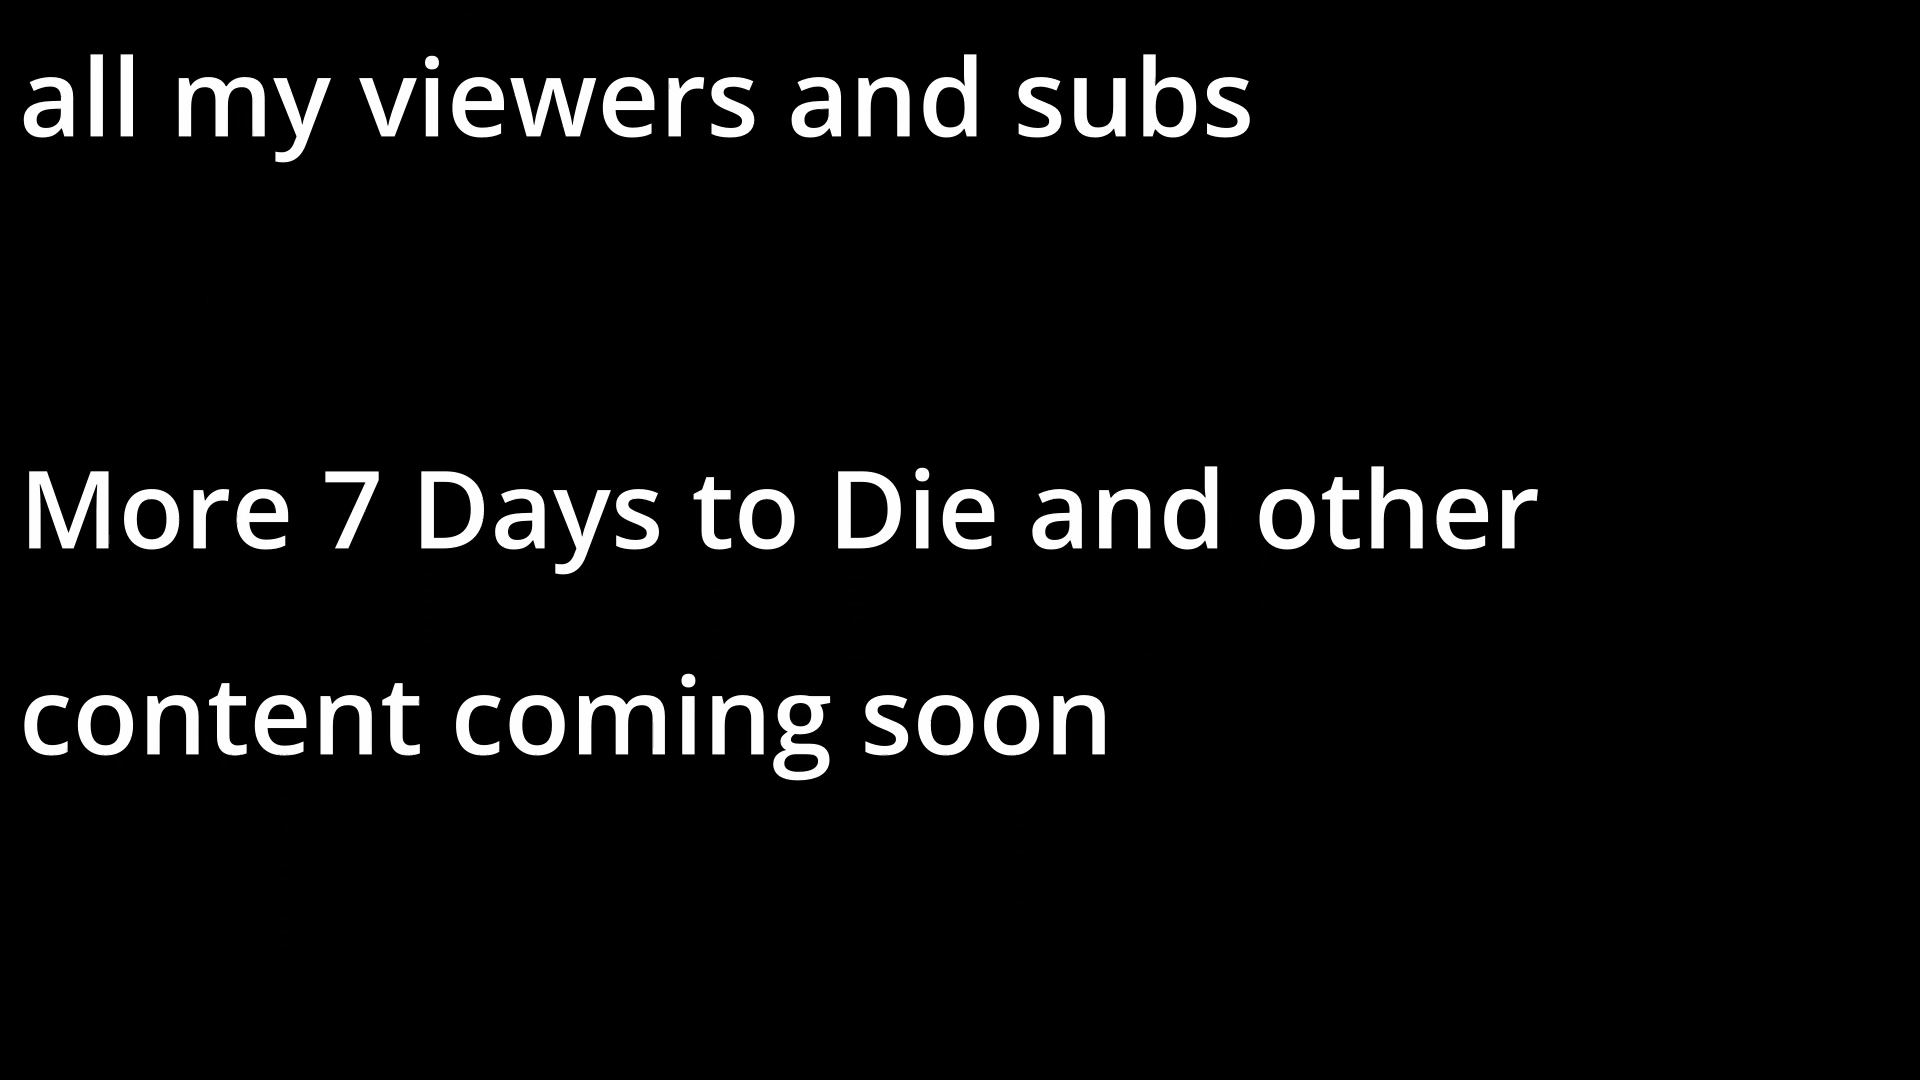 all my viewers and subs
More 7 Days to Die and other
content coming soon